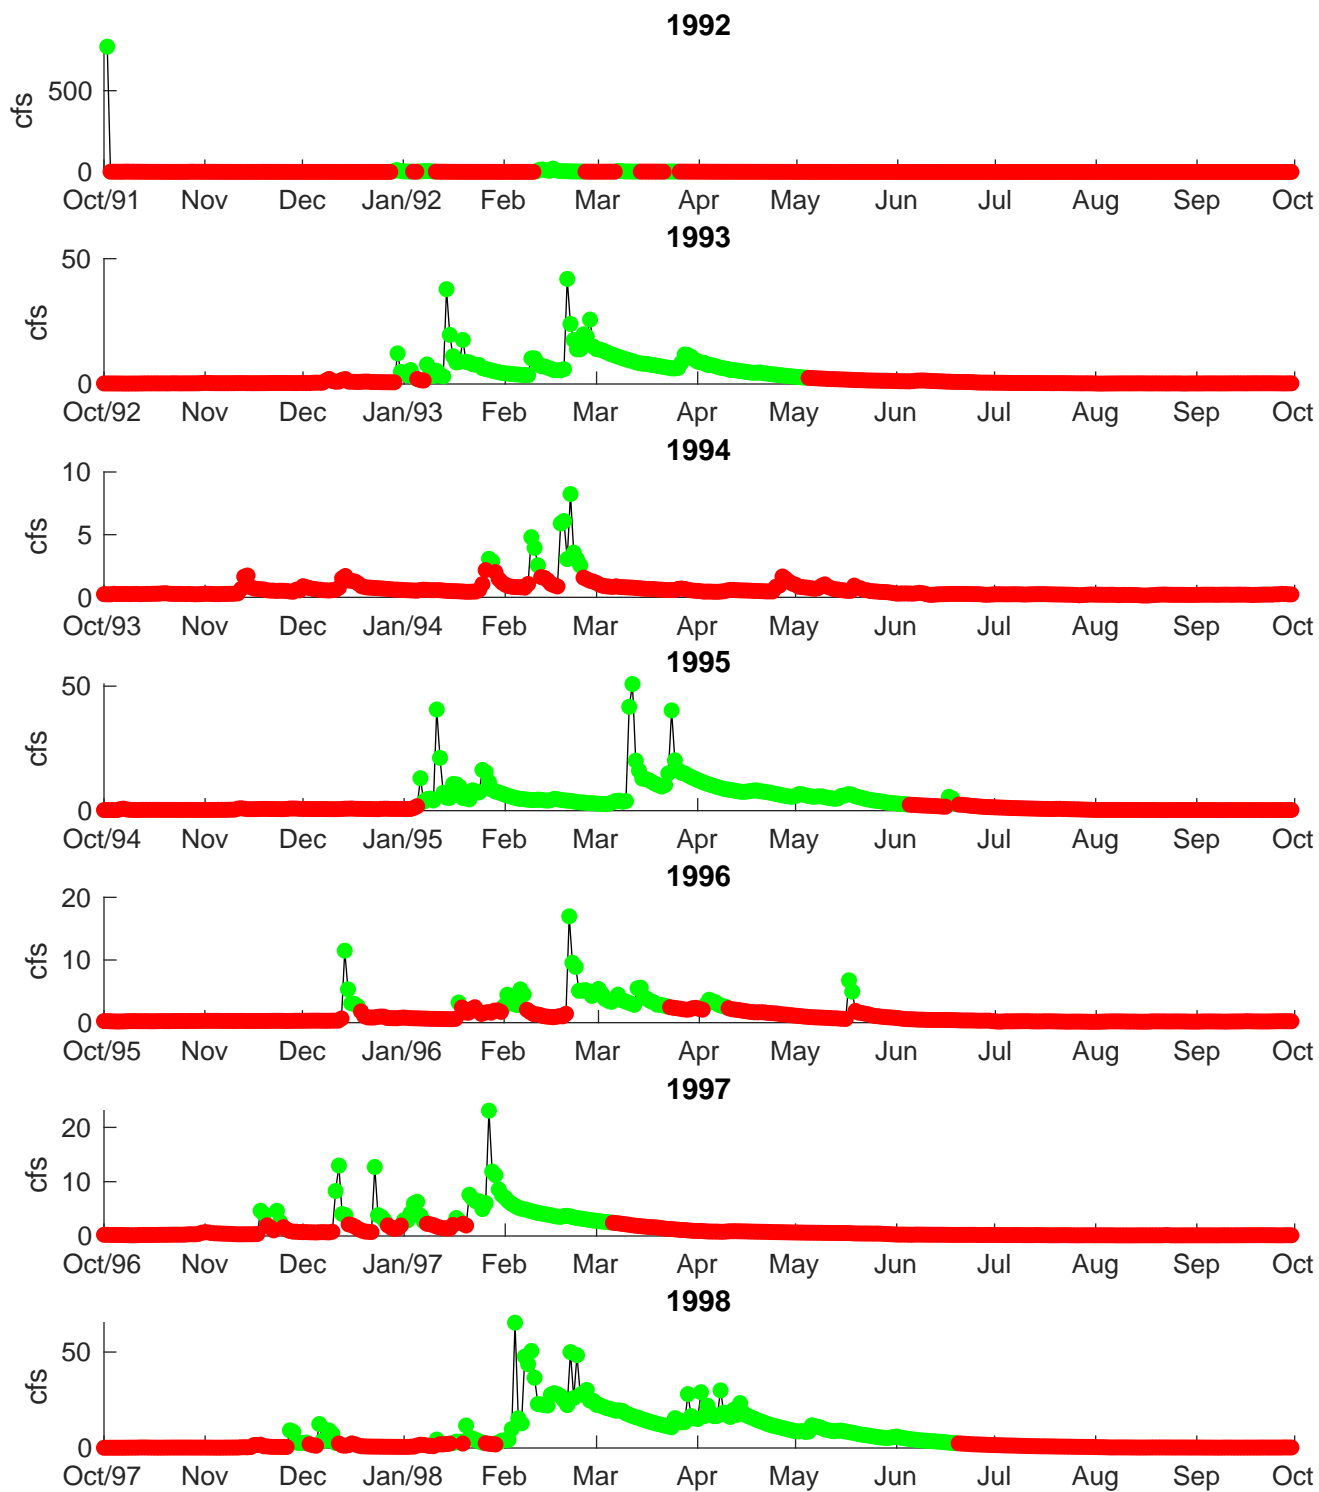 1992
cfs
500
0
Oct/91 Nov Dec Jan/92 Feb Mar Apr May Jun Jul Aug Sep Oct
1993
cfs
50
0
Oct/92 Nov Dec Jan/93 Feb Mar Apr May Jun Jul Aug Sep Oct
1994
cfs
10
5
0
Oct/93 Nov Dec Jan/94 Feb Mar Apr May Jun Jul Aug Sep Oct
1995
cfs
50
0
Oct/94 Nov Dec Jan/95 Feb Mar Apr May Jun Jul Aug Sep Oct
1996
cfs
20
10
0
Oct/95 Nov Dec Jan/96 Feb Mar Apr May Jun Jul Aug Sep Oct
1997
cfs
20
10
0
Oct/96 Nov Dec Jan/97 Feb Mar Apr May Jun Jul Aug Sep Oct
1998
cfs
50
0
Oct/97 Nov Dec Jan/98 Feb Mar Apr May Jun Jul Aug Sep Oct